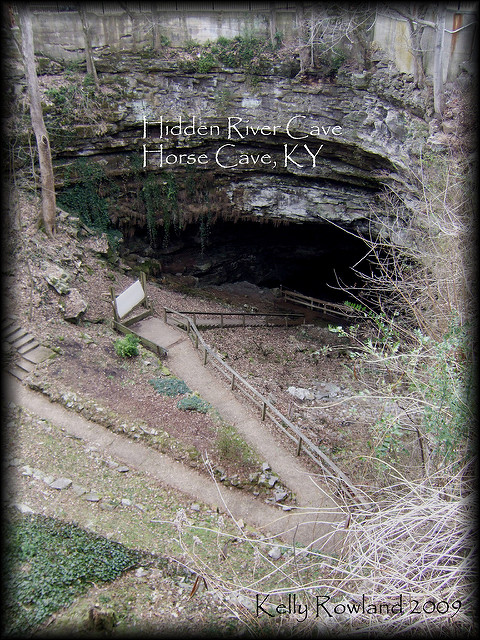 Hidden River Cave
Horse Cave, KY
Kelly Rowland 2009